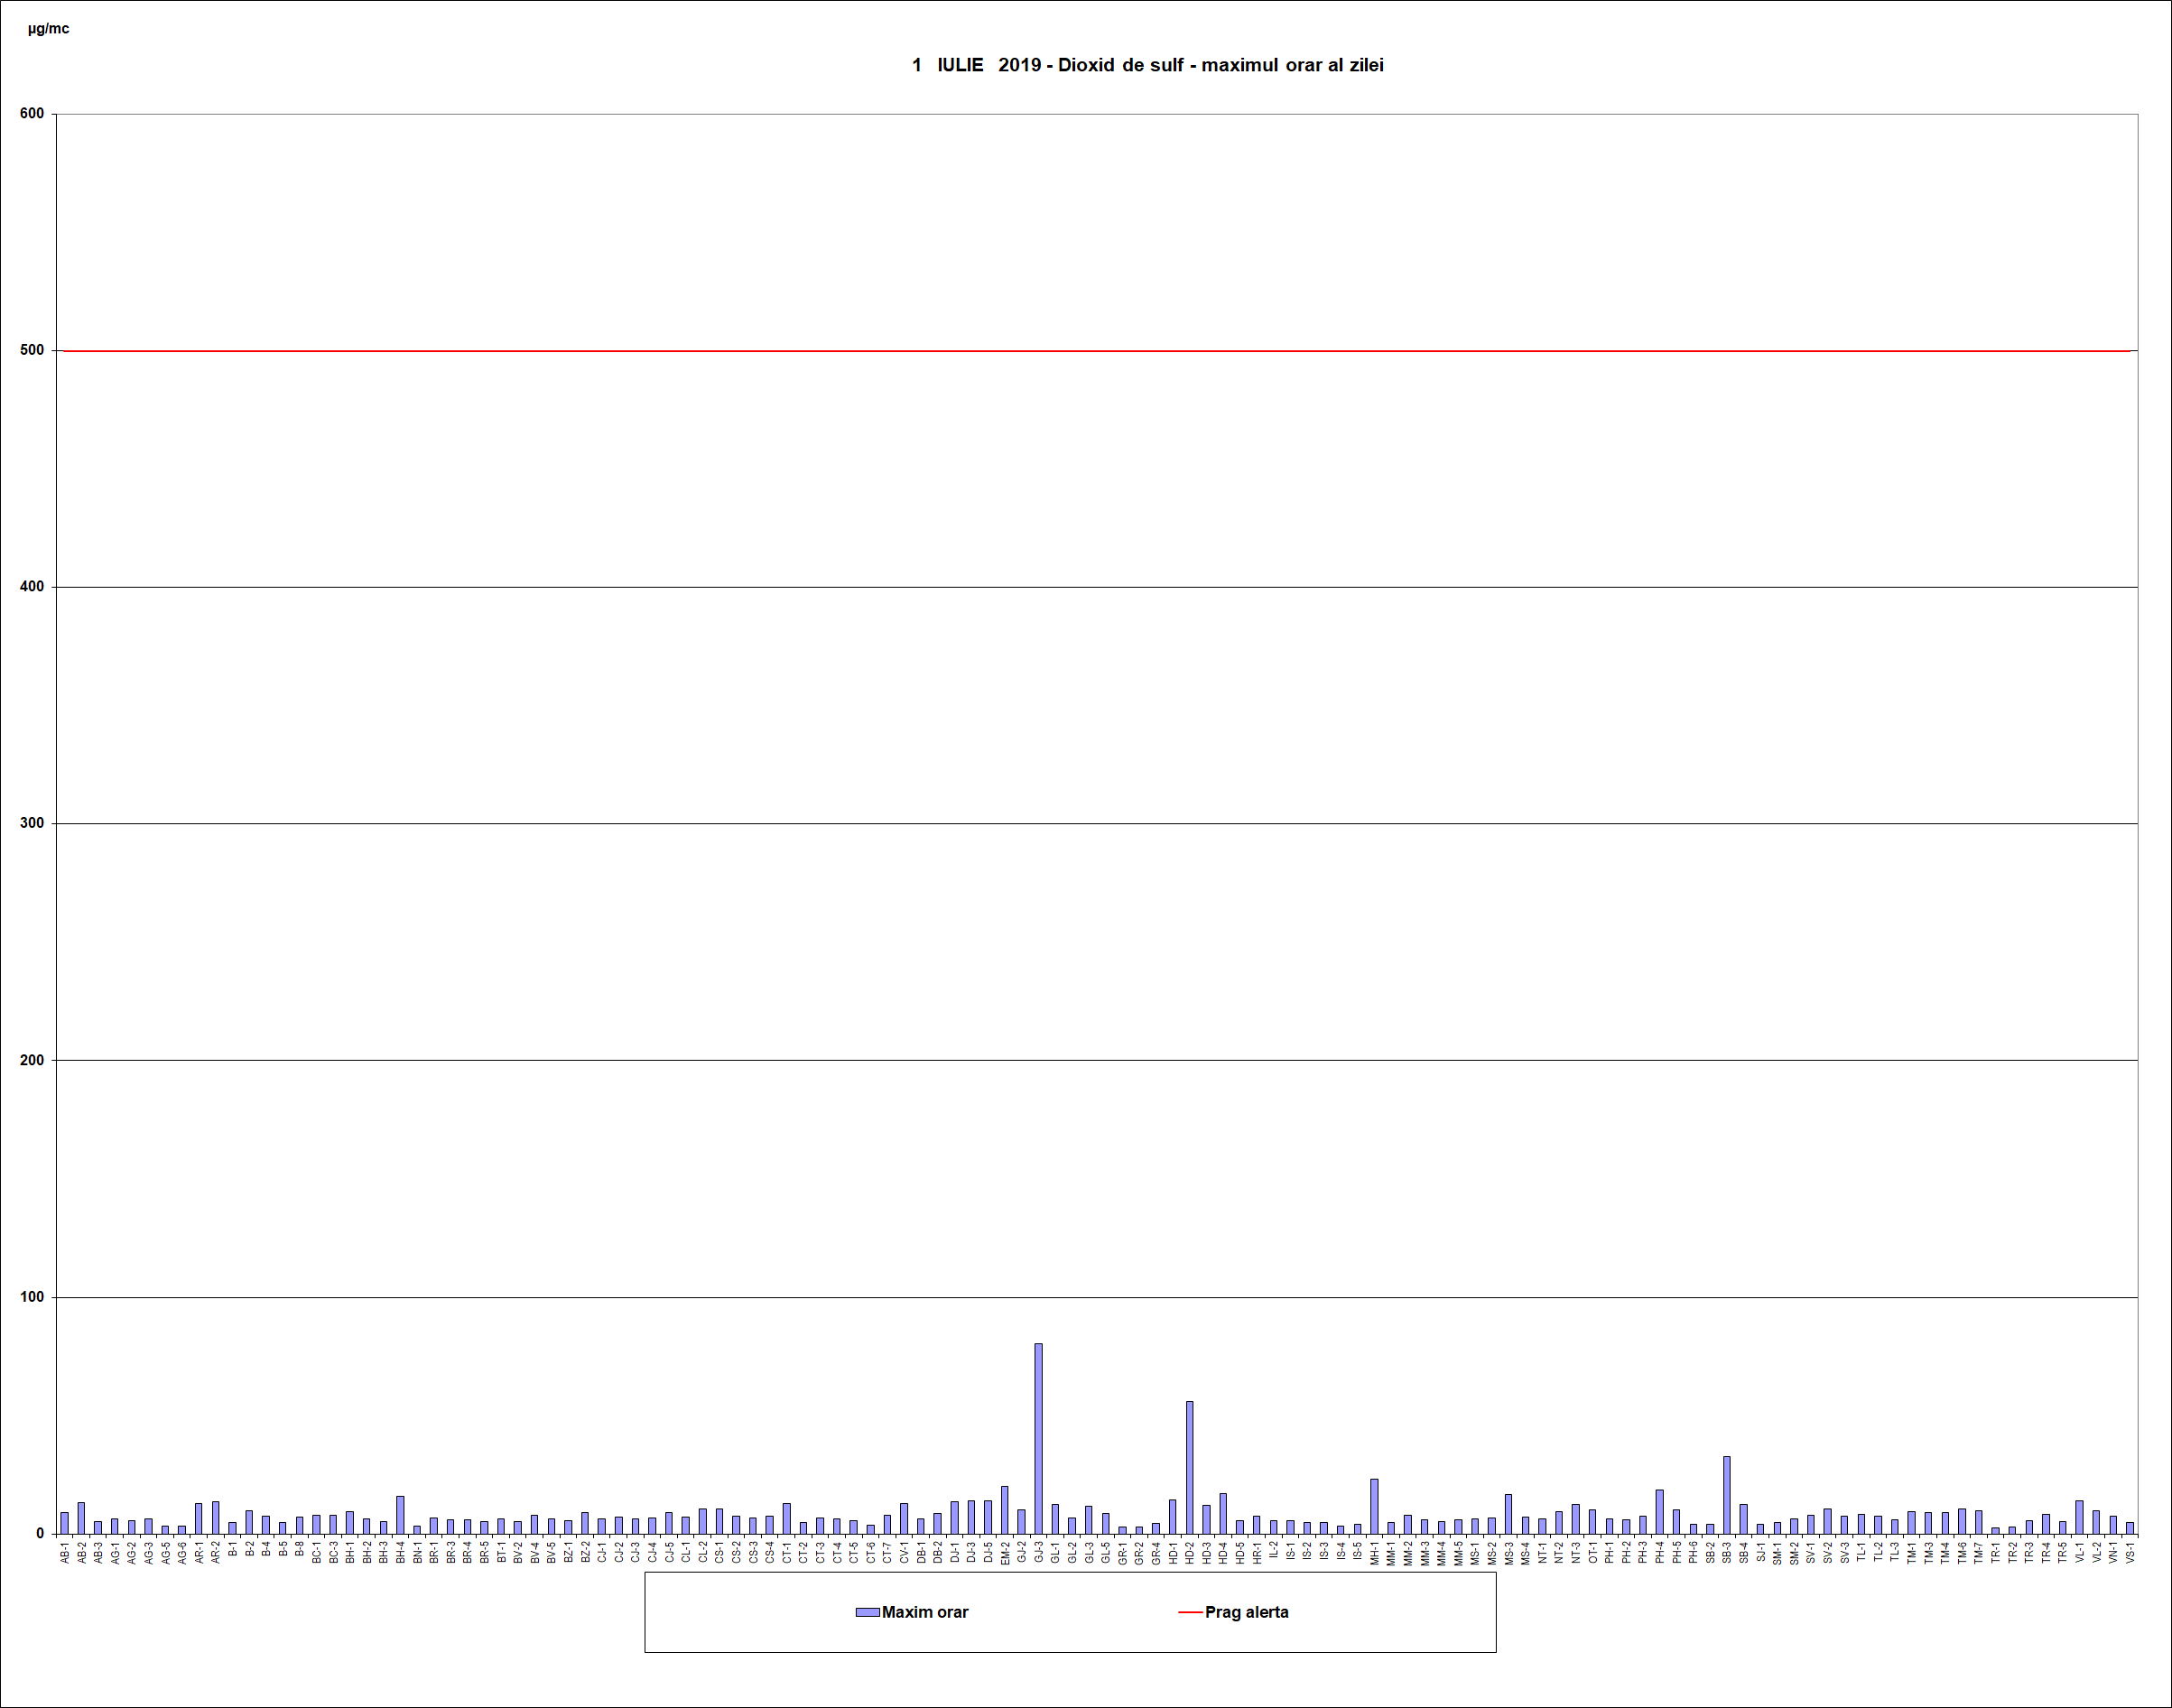 µg/mc
1 IULIE 2019 - Dioxid de sulf - maximul orar al zilei
600
500
400
300
200
100
0
AB-1 AB-2 AB-3 AG-1 AG-2 AG-3 AG-5 AG-6 AR-1 AR-2 B-1 B-2 B-4 B-5 B-8 BC-1 BC-3 BH-1 BH-2 BH-3 BH-4 BN-1 BR-1 BR-3 BR-4 BR-5 BT-1 BV-2 BV-4 BV-5 BZ-1 BZ-2 CJ-1 CJ-2 CJ-3 CJ-4 CJ-5 CL-1 CL-2 CS-1 CS-2 CS-3 CS-4 CT-1 CT-2 CT-3 CT-4 CT-5 CT-6 CT-7 CV-1 DB-1 DB-2 DJ-1 DJ-3 DJ-5 EM-2 GJ-2 GJ-3 GL-1 GL-2 GL-3 GL-5 GR-1 GR-2 GR-4 HD-1 HD-2 HD-3 HD-4 HD-5 HR-1 IL-2 IS-1 IS-2 IS-3 IS-4 IS-5 MH-1 MM-1 MM-2 MM-3 MM-4 MM-5 MS-1 MS-2 MS-3 MS-4 NT-1 NT-2 NT-3 OT-1 PH-1 PH-2 PH-3 PH-4 PH-5 PH-6 SB-2 SB-3 SB-4 SJ-1 SM-1 SM-2 SV-1 SV-2 SV-3 TL-1 TL-2 TL-3 TM-1 TM-3 TM-4 TM-6 TM-7 TR-1 TR-2 TR-3 TR-4 TR-5 VL-1 VL-2 VN-1 VS-1
Maxim orar Prag alerta